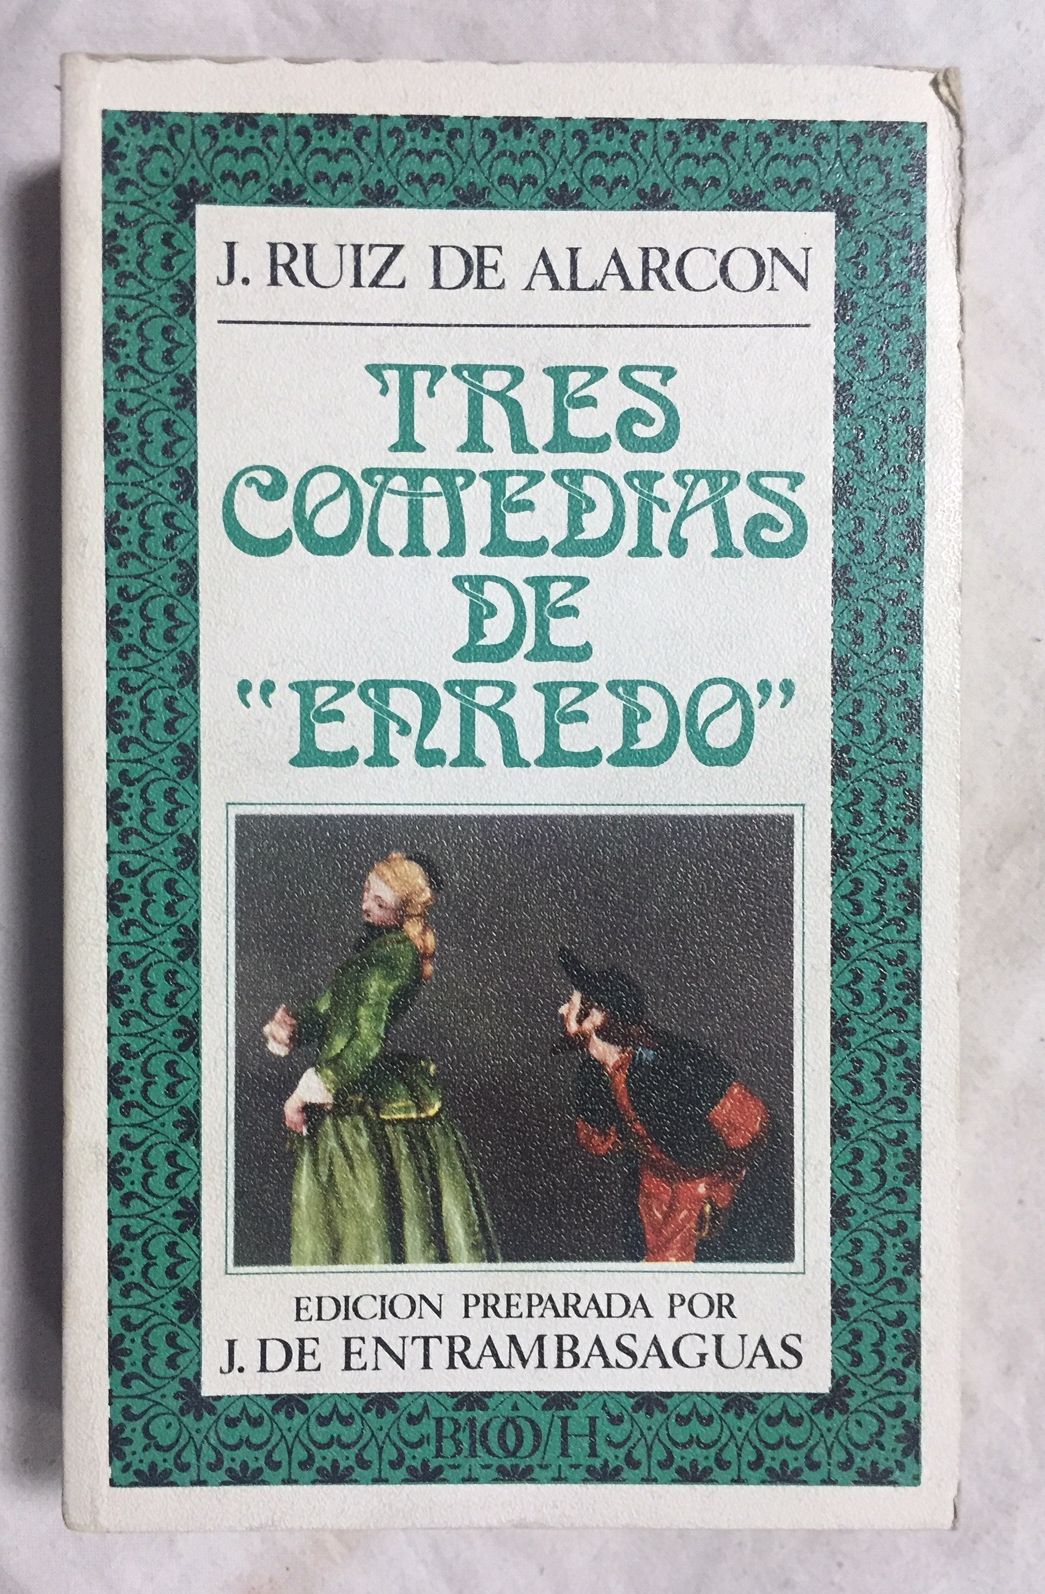 J. RUIZ DE ALARCON
TRES
COMEDIAS
DE
“ENREDO”
EDICION PREPARADA POR
J. DE ENTRAMBASAGUAS